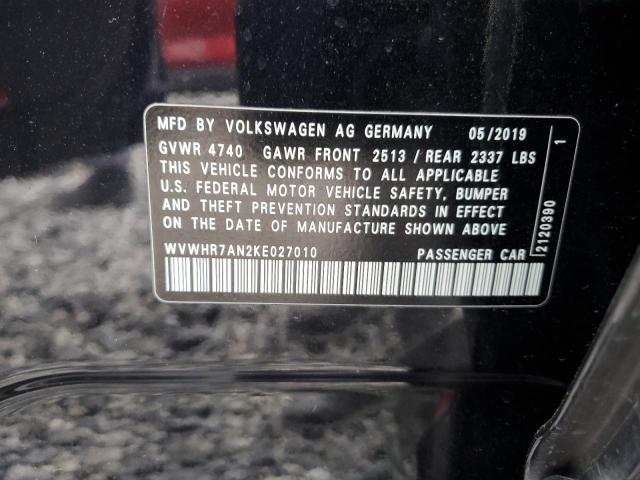 MFD BY VOLKSWAGEN AG GERMANY 05/2019
GVWR 4740 GAWR FRONT 2513 / REAR 2337 LBS
THIS VEHICLE CONFORMS TO ALL APPLICABLE
U.S. FEDERAL MOTOR VEHICLE SAFETY, BUMPER
AND THEFT PREVENTION STANDARDS IN EFFECT
ON THE DATE OF MANUFACTURE SHOWN ABOVE
WVWHR7AN2KE027010 PASSENGER CAR
2120390 1